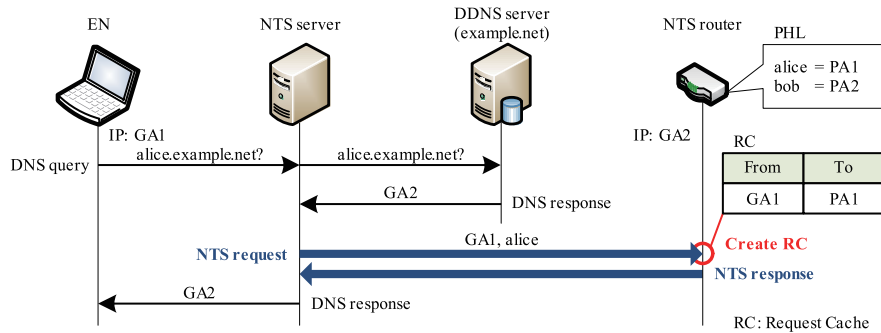 EN
NTS server
DDNS server
(example.net)
NTS router
PHL
alice = PA1
bob = PA2
IP: GA1
IP: GA2
DNS query
alice.example.net?
alice.example.net?
RC
From To
GA1 PA1
GA2
DNS response
GA1, alice
Create RC
NTS request
NTS response
GA2
DNS response
RC: Request Cache